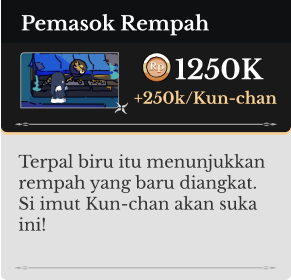 Pemasok Rempah
Rp 1250K
+250k/Kun-chan
Terpal biru itu menunjukkan
rempah yang baru diangkat.
Si imut Kun-chan akan suka
ini!